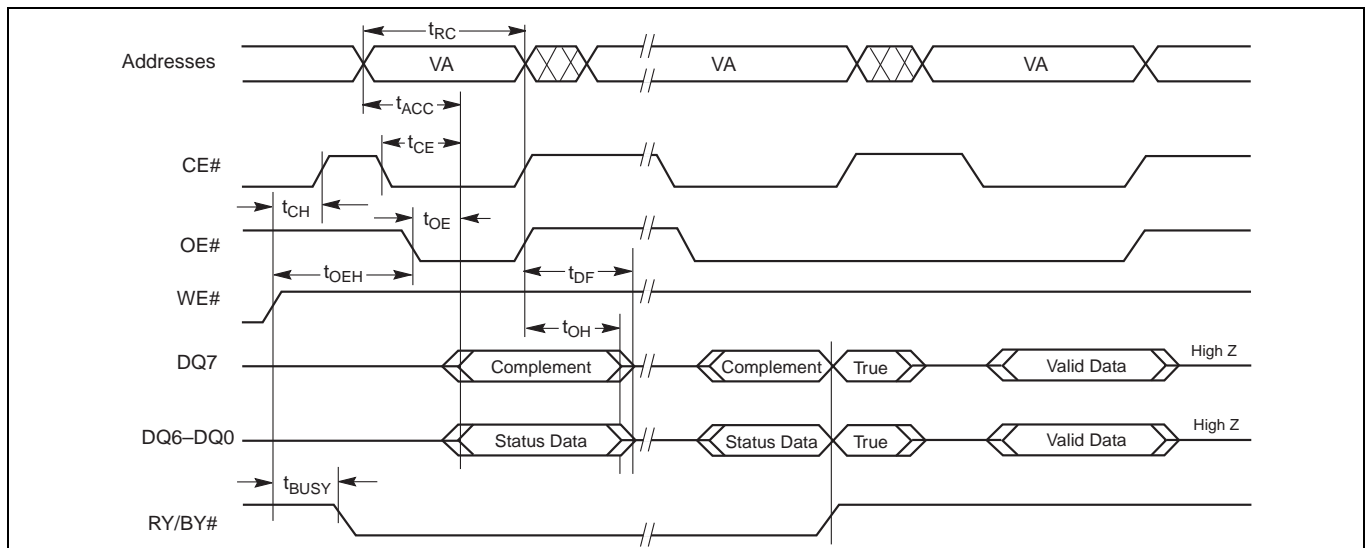 tRC
Addresses VA VA VA
tACC
tCE
CE#
tCH tOE
OE#
tOEH tDF
WE#
tOH
DQ7 Complement Complement True Valid Data High Z
DQ6–DQ0 Status Data Status Data True Valid Data High Z
tBUSY
RY/BY#